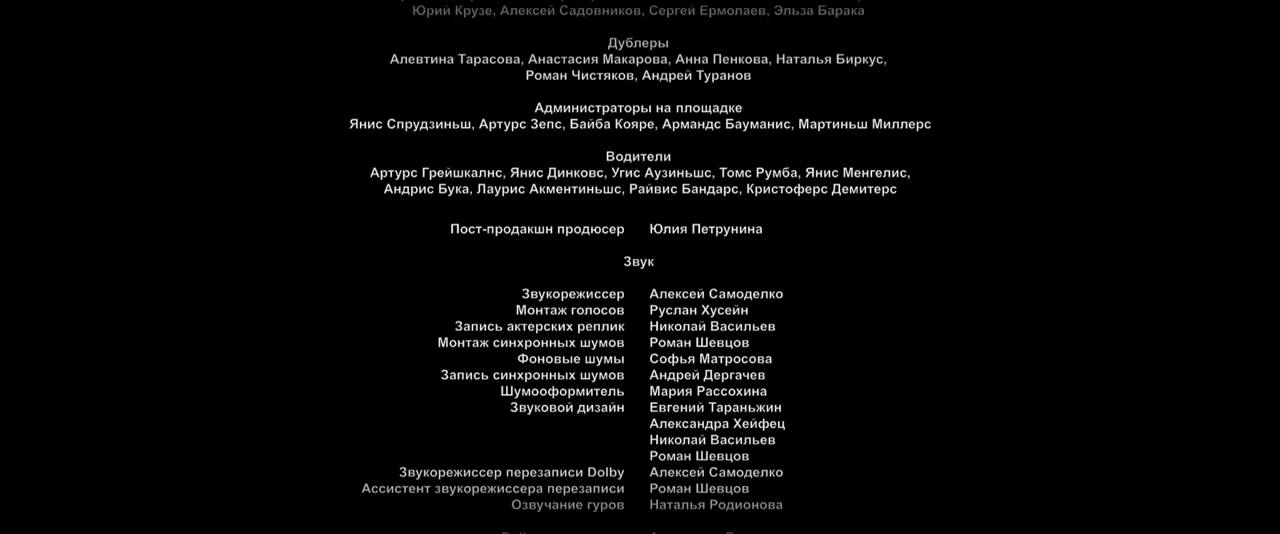 Юрий Крузе, Алексей Садовников, Сергей Ермолаев, Эльза Барака
Дублеры
Алевтина Тарасова, Анастасия Макарова, Анна Пенкова, Наталья Биркус,
Роман Чистяков, Андрей Туранов
Администраторы на площадке
Янис Спрудзиньш, Артурс Зепс, Байба Кояре, Армандс Бауманис, Мартиньш Миллерс
Водители
Артурс Грейшкалнс, Янис Динковс, Угис Аузиньшс, Томс Румба, Янис Менгелис,
Андрис Бука, Лаурис Акментиньшс, Райвис Бандарс, Кристоферс Демитерс
Пост-продакшн продюсер Юлия Петрунина
Звук
Звукорежиссер Алексей Самоделко
Монтаж голосов Руслан Хусейн
Запись актерских реплик Николай Васильев
Монтаж синхронных шумов Роман Шевцов
Фоновые шумы Софья Матросова
Запись синхронных шумов Андрей Дергачев
Шумооформитель Мария Рассохина
Звуковой дизайн Евгений Тараньжин
Александра Хейфец
Николай Васильев
Роман Шевцов
Звукорежиссер перезаписи Dolby Алексей Самоделко
Ассистент звукорежиссера перезаписи Роман Шевцов
Озвучание гуров Наталья Родионова